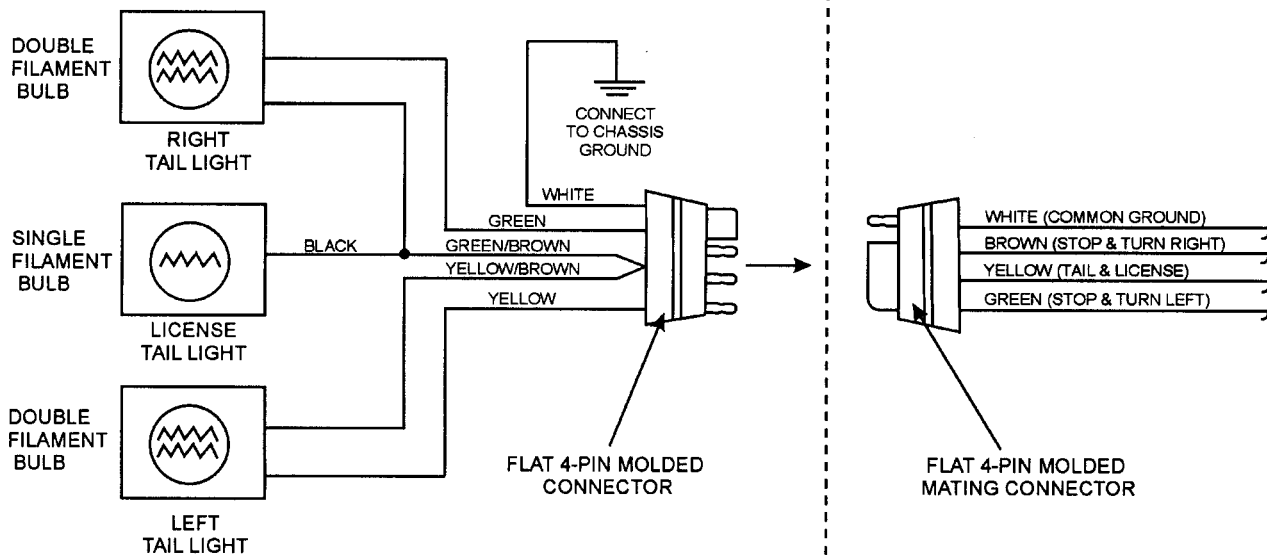 DOUBLE
FILAMENT
BULB
RIGHT
TAIL LIGHT
CONNECT
TO CHASSIS
GROUND
WHITE
GREEN
SINGLE
FILAMENT
BULB
BLACK
GREEN/BROWN
YELLOW/BROWN
YELLOW
LICENSE
TAIL LIGHT
DOUBLE
FILAMENT
BULB
LEFT
TAIL LIGHT
FLAT 4-PIN MOLDED
CONNECTOR
WHITE (COMMON GROUND)
BROWN (STOP & TURN RIGHT)
YELLOW (TAIL & LICENSE)
GREEN (STOP & TURN LEFT)
FLAT 4-PIN MOLDED
MATING CONNECTOR